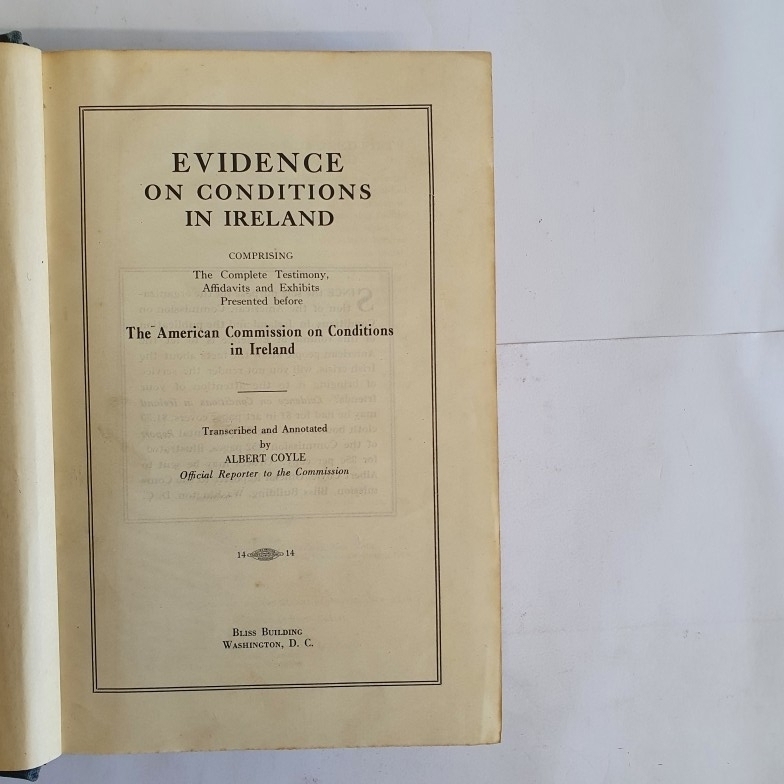 EVIDENCE
ON CONDITIONS
IN IRELAND
COMPRISING
The Complete Testimony,
Affidavits and Exhibits
Presented before
The American Commission on Conditions
in Ireland
Transcribed and Annotated
by
ALBERT COYLE
Official Reporter to the Commission
14 14
BLISS BUILDING
WASHINGTON, D. C.